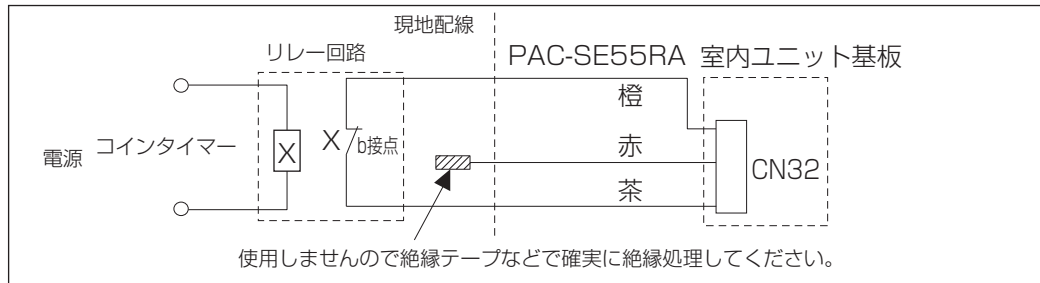 現地配線
リレー回路
PAC-SE55RA 室内ユニット基板
橙
電源 コインタイマー
X
X
b接点
赤
CN32
茶
使用しませんので絶縁テープなどで確実に絶縁処理してください。